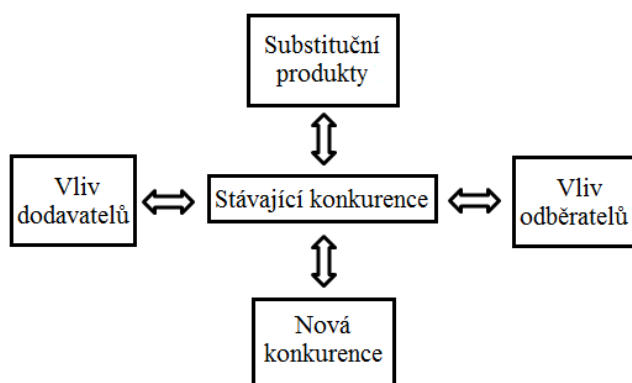 Substituční
produkty
Vliv
dodavatelů
Stávající konkurence
Vliv
odběratelů
Nová
konkurence